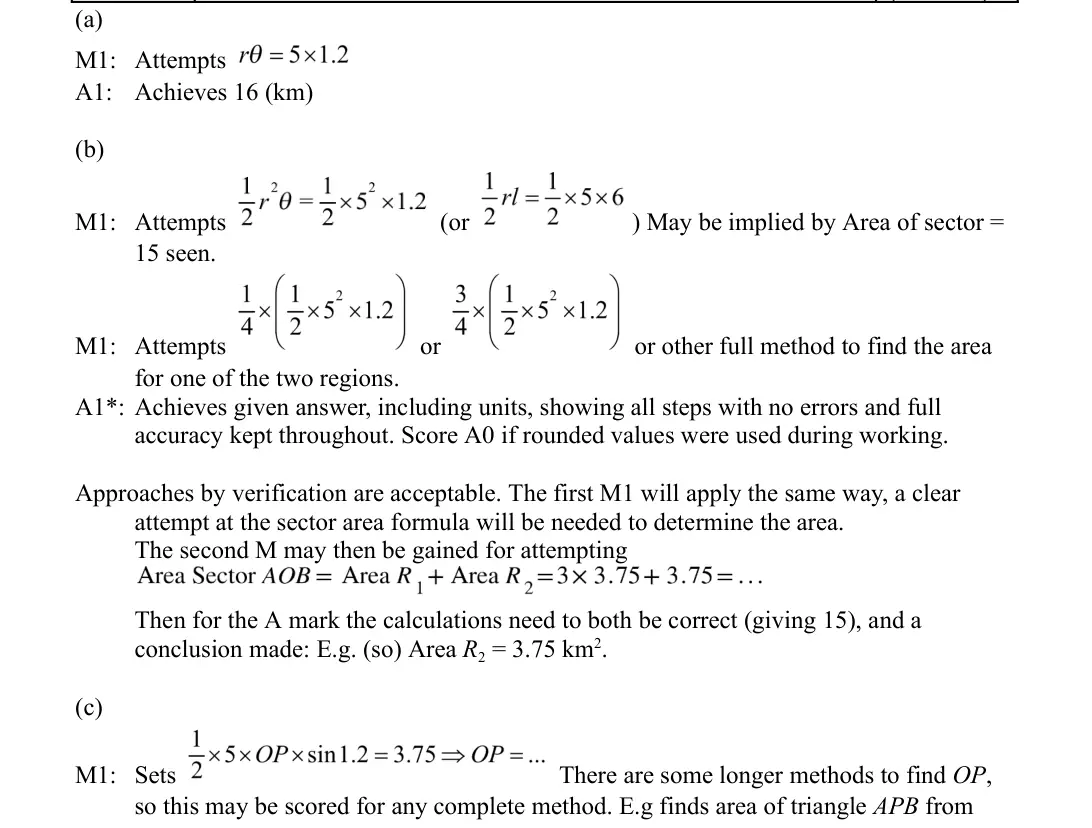 (a)
M1: Attempts rθ = 5×1.2
A1: Achieves 16 (km)
(b)
M1: Attempts 1/2 r²θ = 1/2 × 5² × 1.2 (or 1/2 rl = 1/2 × 5 × 6 ) May be implied by Area of sector =
15 seen.
M1: Attempts 1/4 × (1/2 × 5² × 1.2) or 3/4 × (1/2 × 5² × 1.2) or other full method to find the area
for one of the two regions.
A1*: Achieves given answer, including units, showing all steps with no errors and full
accuracy kept throughout. Score A0 if rounded values were used during working.
Approaches by verification are acceptable. The first M1 will apply the same way, a clear
attempt at the sector area formula will be needed to determine the area.
The second M may then be gained for attempting
Area Sector AOB = Area R₁ + Area R₂ = 3× 3.75+ 3.75= ...
Then for the A mark the calculations need to both be correct (giving 15), and a
conclusion made: E.g. (so) Area R₂ = 3.75 km².
(c)
M1: Sets 1/2 × 5 × OP × sin1.2 = 3.75 ⇒ OP = ... There are some longer methods to find OP,
so this may be scored for any complete method. E.g finds area of triangle APB from